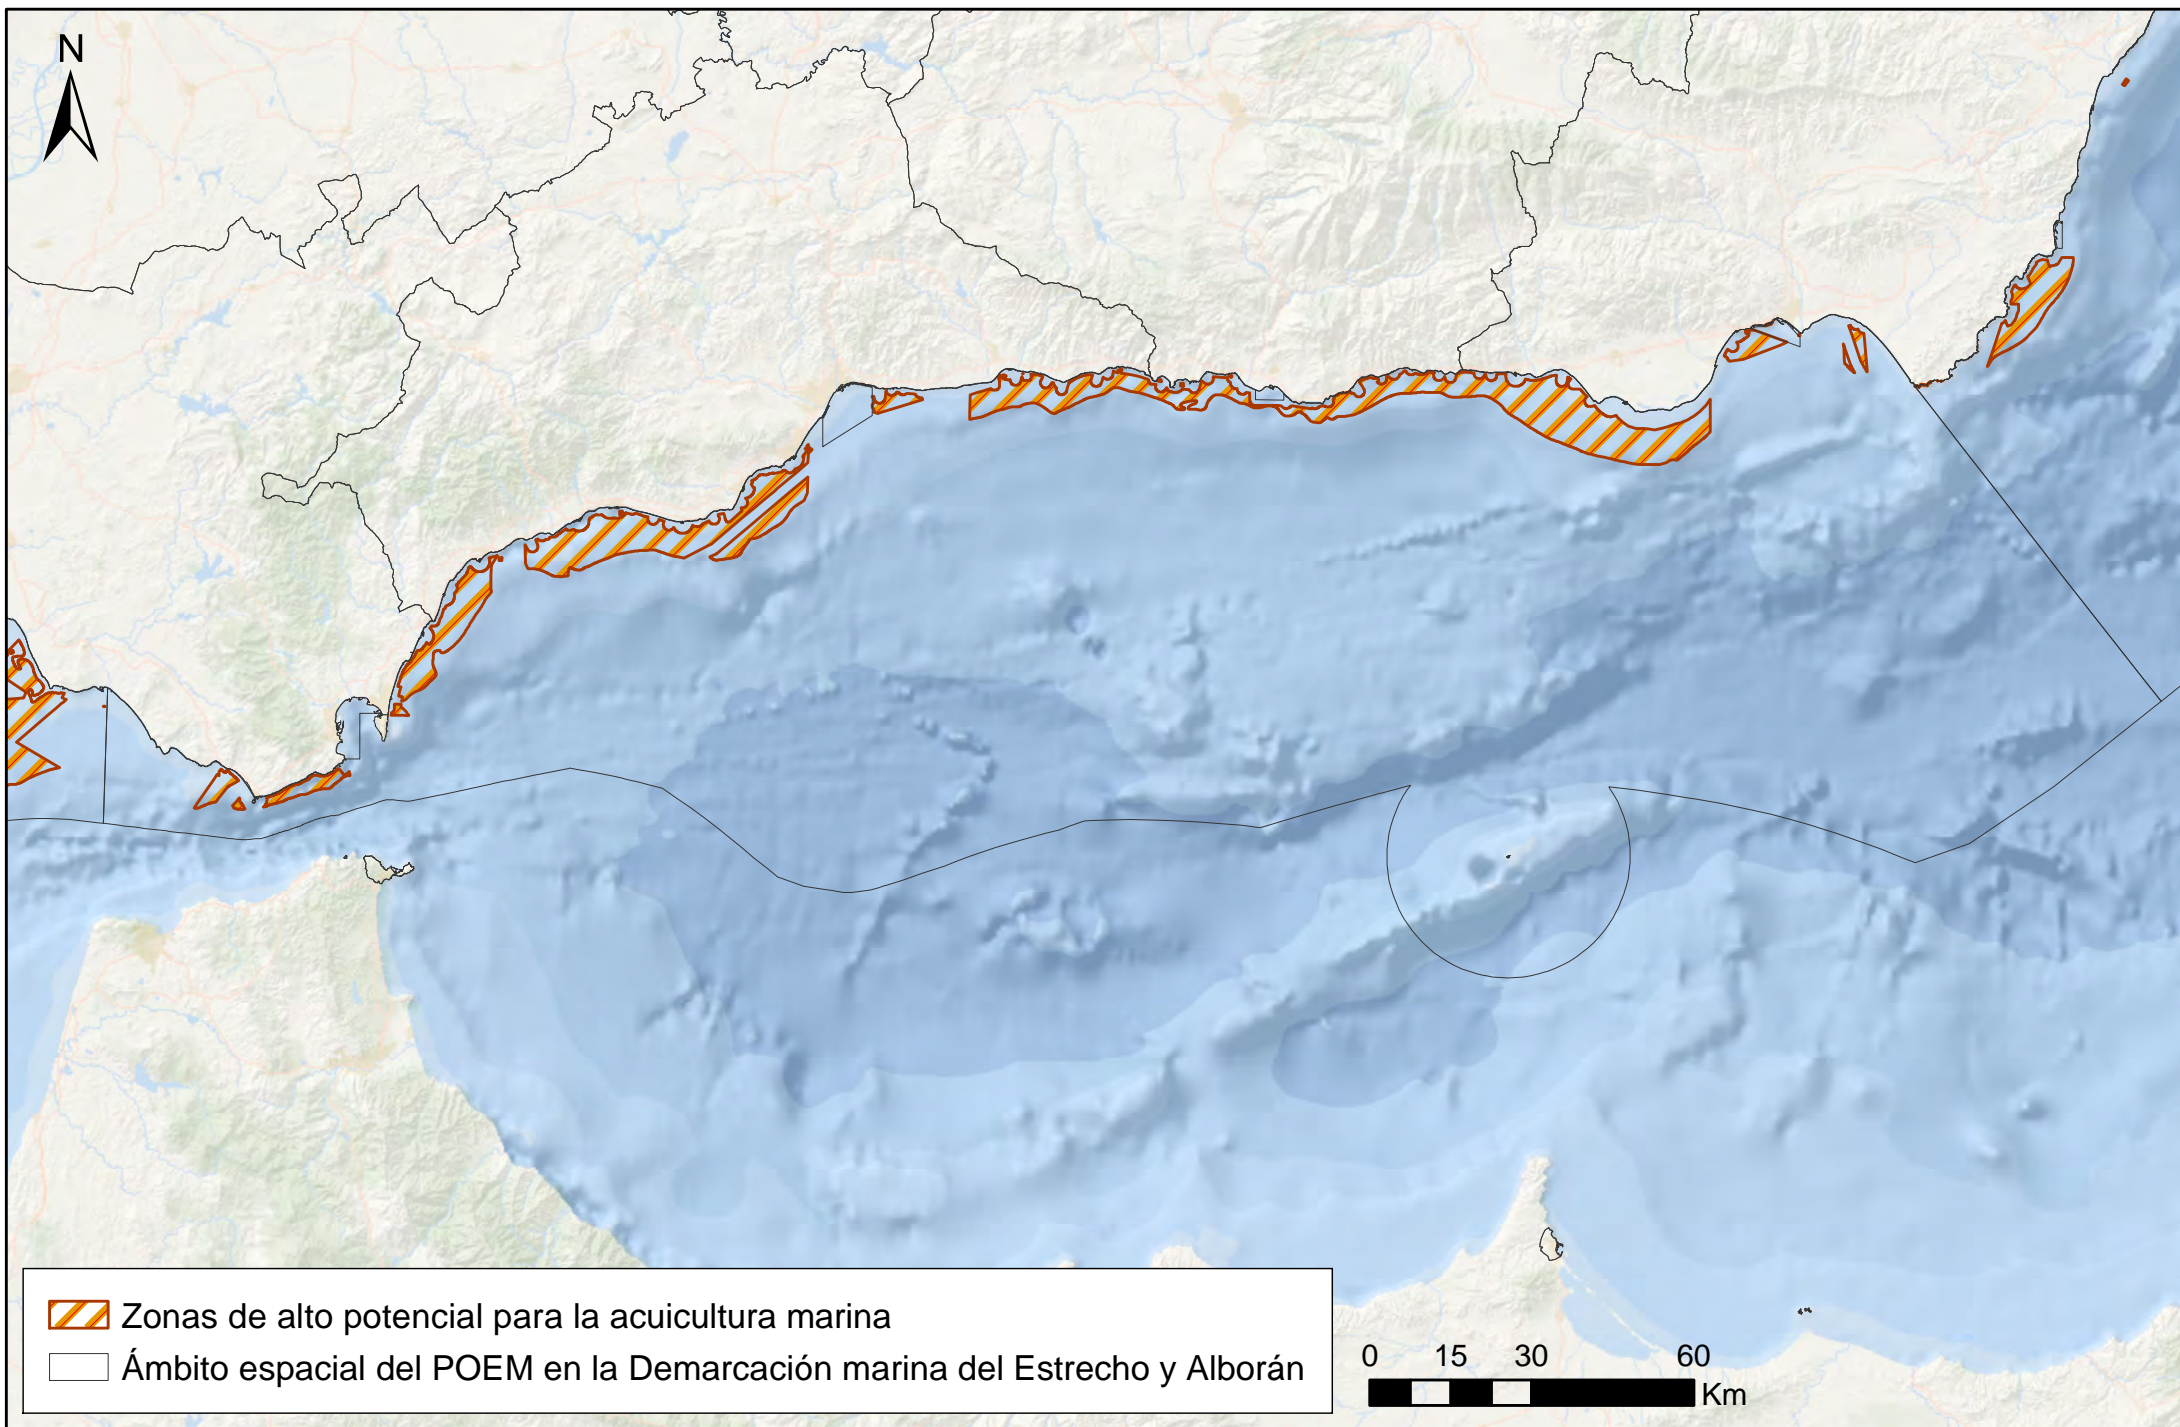 N
Zonas de alto potencial para la acuicultura marina
Ámbito espacial del POEM en la Demarcación marina del Estrecho y Alborán
0 15 30 60
Km